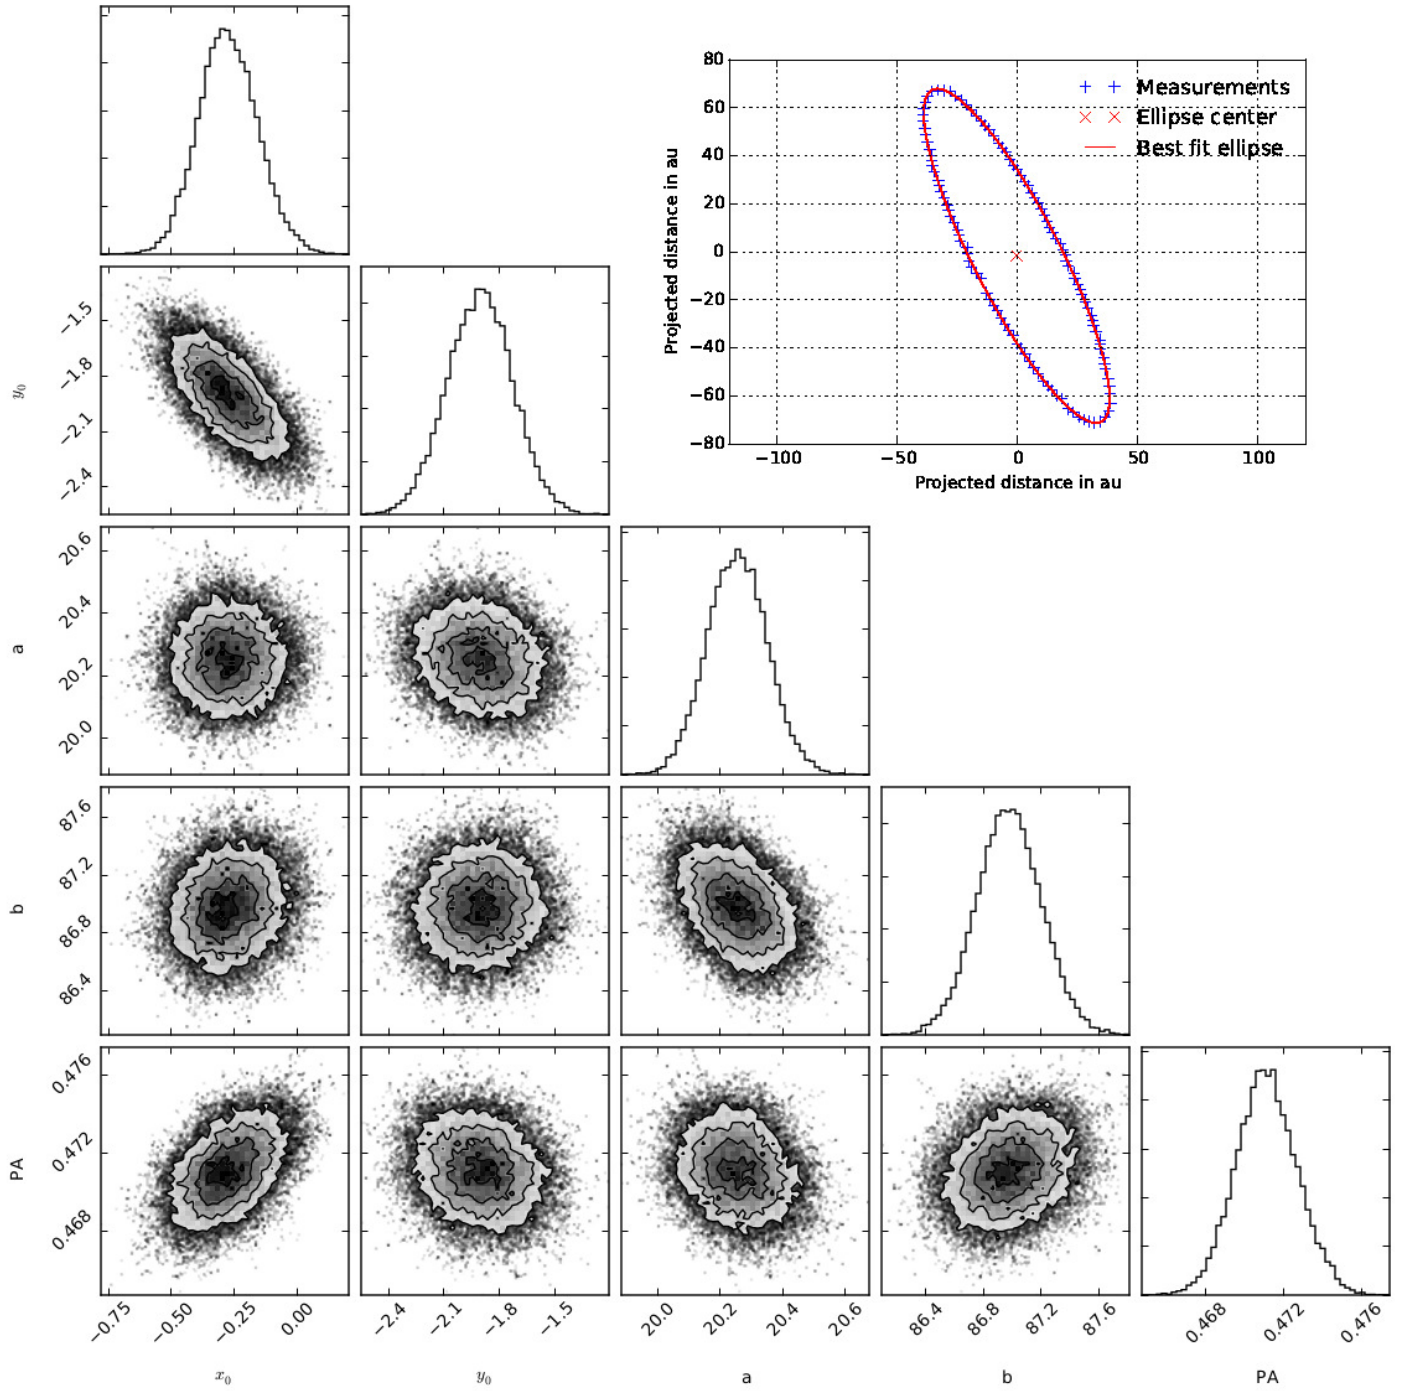 80
60
40
20
0
−20
−40
−60
−80
−100
−50
0
50
100
Projected distance in au
Projected distance in au
Measurements
Ellipse center
Best fit ellipse
y₀
−1.5
−1.8
−2.1
−2.4
a
20.6
20.4
20.2
20.0
b
87.6
87.2
86.8
86.4
PA
0.476
0.472
0.468
−0.75 −0.50 −0.25 0.00
−2.4 −2.1 −1.8 −1.5
20.0 20.2 20.4 20.6
86.4 86.8 87.2 87.6
0.468 0.472 0.476
x₀ y₀ a b PA